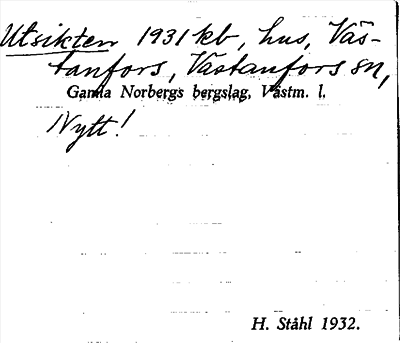 Utsikten 1931 kb, hus,Väs-
tanfors, Västanfors sn,
Gamla Norbergs bergslag, Västm. l.
Nytt!
H. Ståhl 1932.